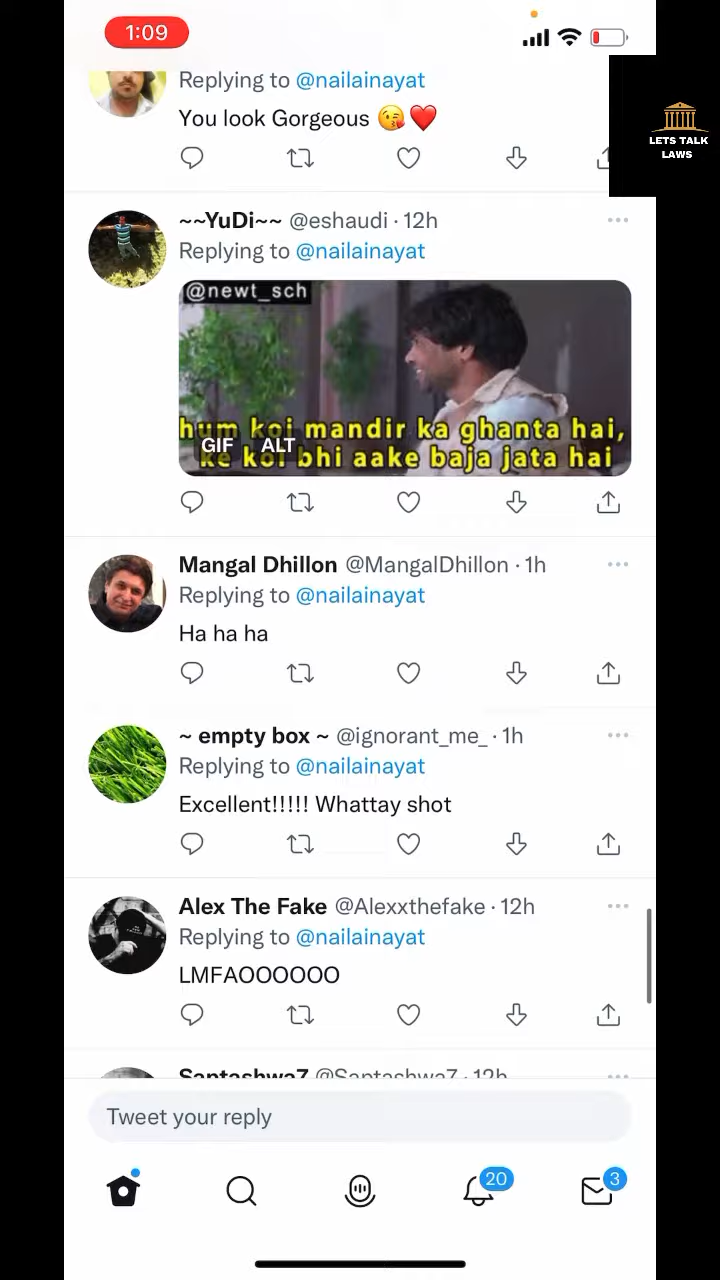 1:09
LETS TALK
LAWS
Replying to @nailainayat
You look Gorgeous 😘❤️
~~YuDi~~ @eshaudi · 12h
Replying to @nailainayat
@newt_sch
hum koi mandir ka ghanta hai,
ke koi bhi aake baja jata hai
GIF ALT
Mangal Dhillon @MangalDhillon · 1h
Replying to @nailainayat
Ha ha ha
~ empty box ~ @ignorant_me_ · 1h
Replying to @nailainayat
Excellent!!!!! Whattay shot
Alex The Fake @Alexxthefake · 12h
Replying to @nailainayat
LMFAOOOOOO
Saptashwa7 @Saptashwa7 · 12h
Tweet your reply
20
3